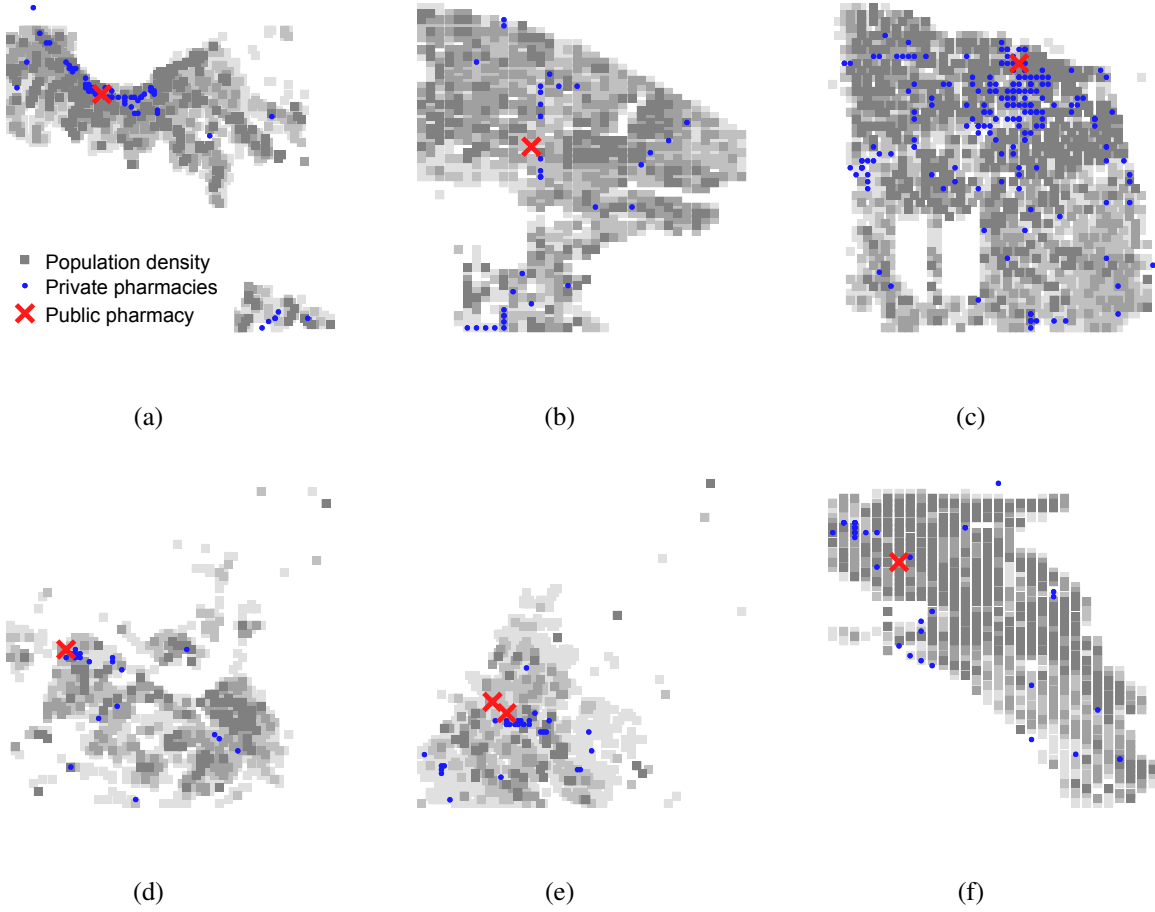 Population density
Private pharmacies
Public pharmacy
(a)
(b)
(c)
(d)
(e)
(f)